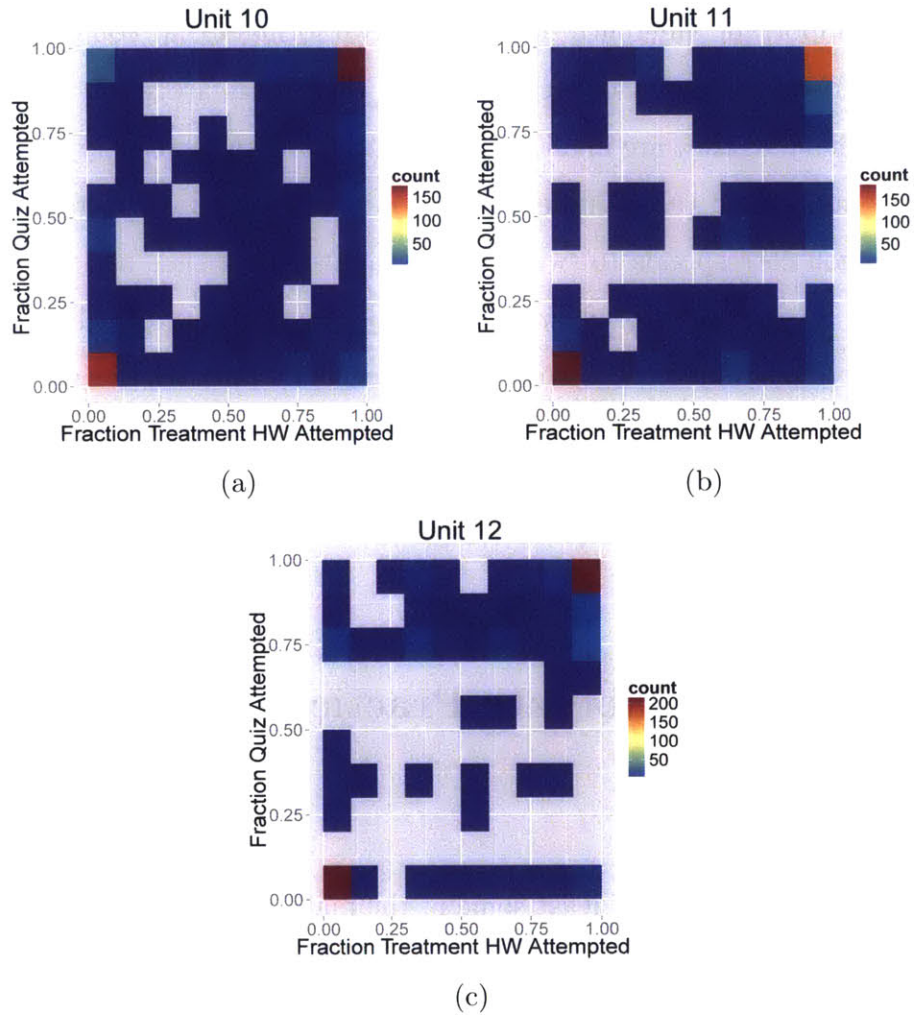 Unit 10
Fraction Quiz Attempted
1.00
0.75
0.50
0.25
0.00
0.00 0.25 0.50 0.75 1.00
Fraction Treatment HW Attempted
count
150
100
50
(a)
Unit 11
Fraction Quiz Attempted
1.00
0.75
0.50
0.25
0.00
0.00 0.25 0.50 0.75 1.00
Fraction Treatment HW Attempted
count
150
100
50
(b)
Unit 12
Fraction Quiz Attempted
1.00
0.75
0.50
0.25
0.00
0.00 0.25 0.50 0.75 1.00
Fraction Treatment HW Attempted
count
200
150
100
50
(c)